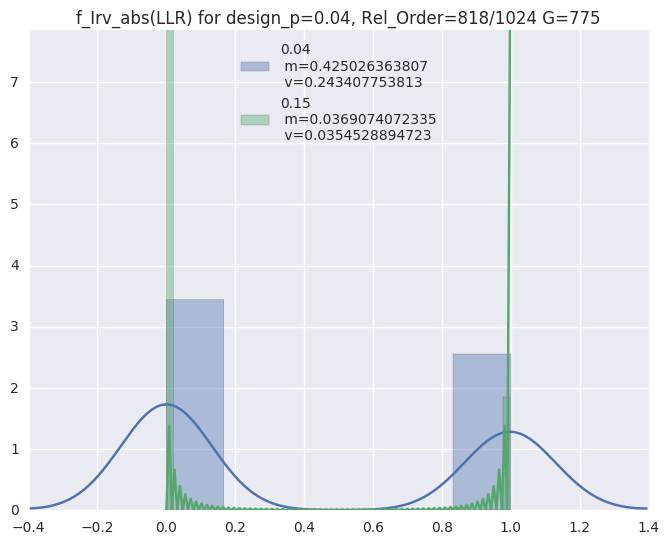 f_Irv_abs(LLR) for design_p=0.04, Rel_Order=818/1024 G=775
0.04
m=0.425026363807
v=0.243407753813
0.15
m=0.0369074072335
v=0.0354528894723
7
6
5
4
3
2
1
0
−0.4 −0.2 0.0 0.2 0.4 0.6 0.8 1.0 1.2 1.4